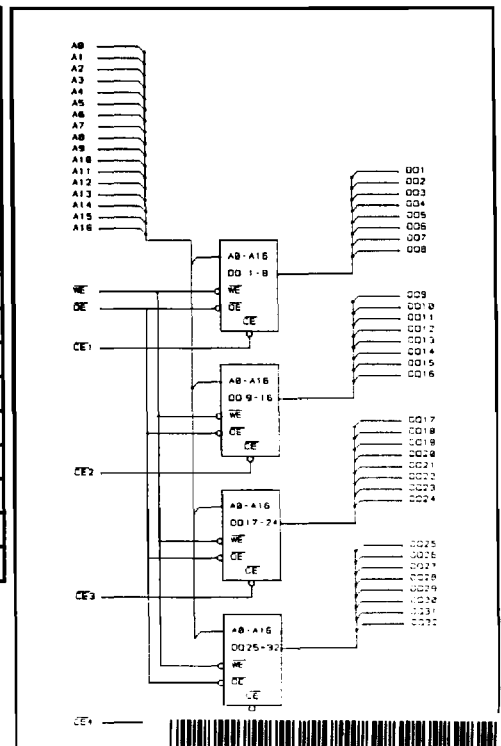 A0
A1
A2
A3
A4
A5
A6
A7
A8
A9
A10
A11
A12
A13
A14
A15
A16
WE
OE
CE1
A0-A16
DQ 1-8
WE
OE
CE
DQ1
DQ2
DQ3
DQ4
DQ5
DQ6
DQ7
DQ8
CE2
A0-A16
DQ 9-16
WE
OE
CE
DQ9
DQ10
DQ11
DQ12
DQ13
DQ14
DQ15
DQ16
CE3
A0-A16
DQ17-24
WE
OE
CE
DQ17
DQ18
DQ19
DQ20
DQ21
DQ22
DQ23
DQ24
CE4
A0-A16
DQ25-32
WE
OE
CE
DQ25
DQ26
DQ27
DQ28
DQ29
DQ30
DQ31
DQ32